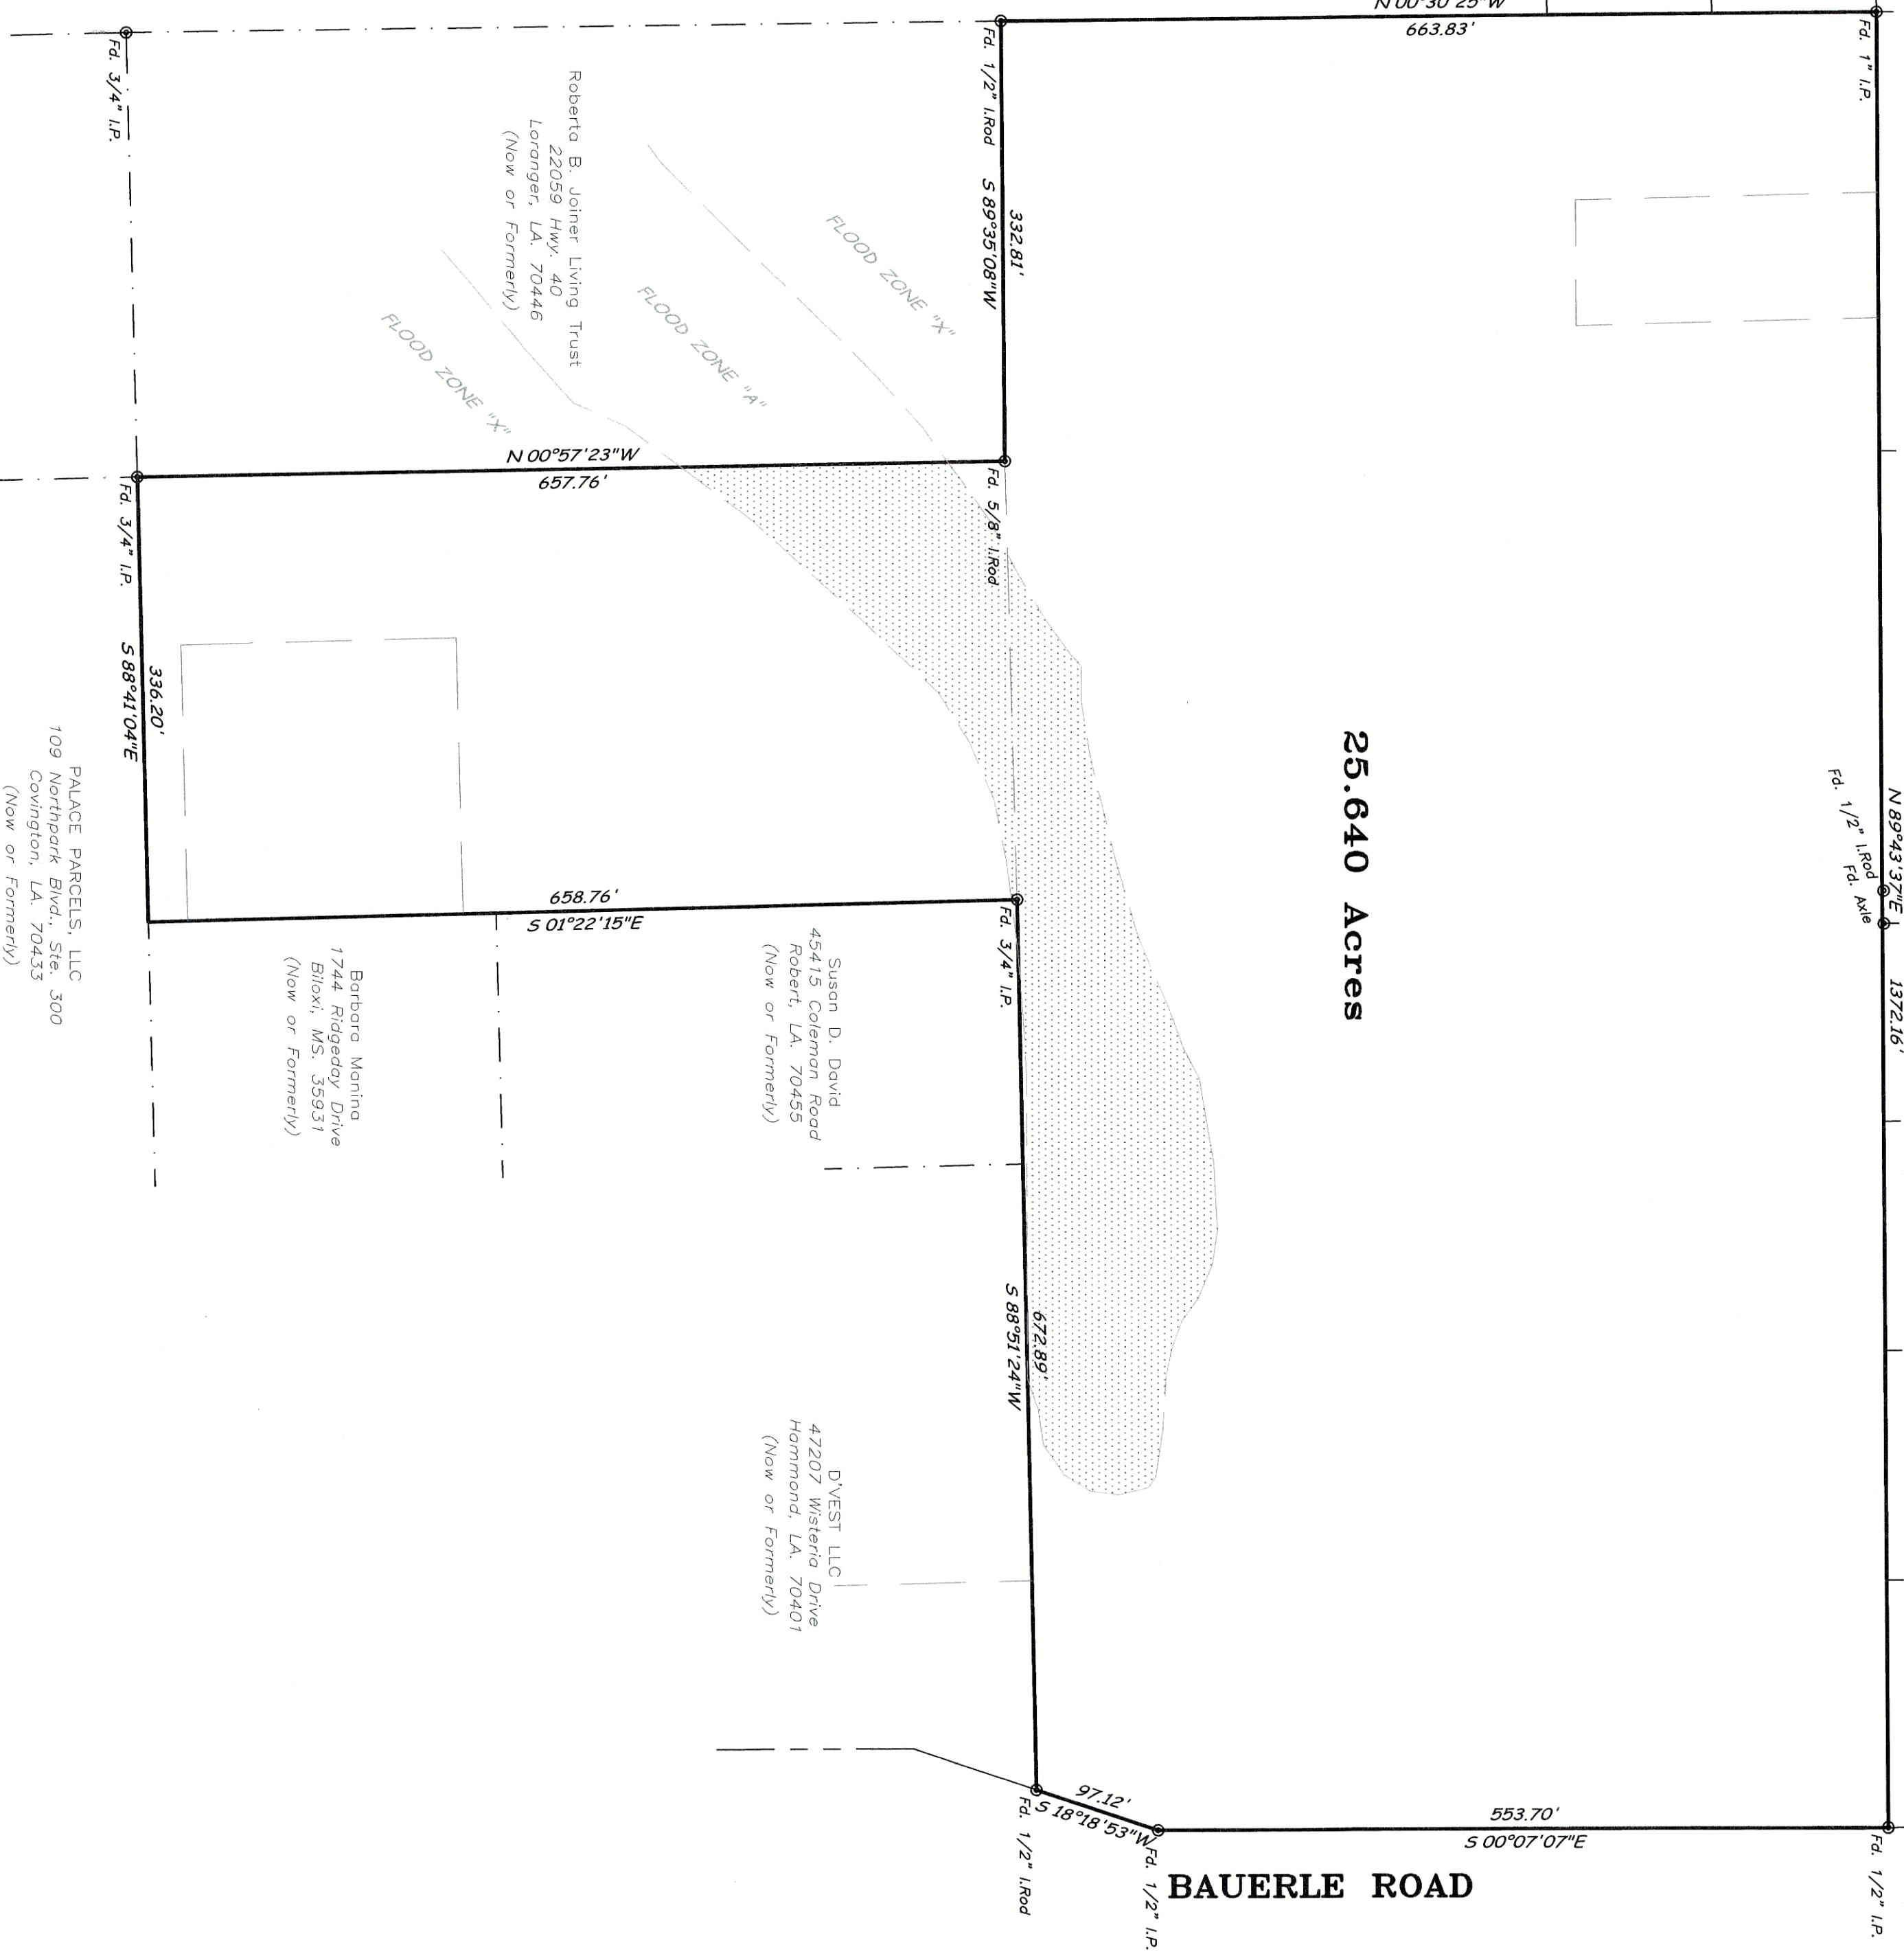 N 00°30'25"W
663.83'
Fd. 1" I.P.
Fd. 1/2" I.Rod
Fd. 3/4" I.P.
332.81'
S 89°35'08"W
Roberta B. Joiner Living Trust
22059 Hwy. 40
Loranger, LA. 70446
(Now or Formerly)
FLOOD ZONE "X"
FLOOD ZONE "A"
FLOOD ZONE "X"
N 00°57'23"W
657.76'
Fd. 5/8" I.Rod
Fd. 3/4" I.P.
336.20'
S 88°41'04"E
25.640 Acres
N 89°43'37"E
1372.16'
Fd. 1/2" I.Rod
Fd. Axle
PALACE PARCELS, LLC
109 Northpark Blvd., Ste. 300
Covington, LA. 70433
(Now or Formerly)
658.76'
S 01°22'15"E
Fd. 3/4" I.P.
Barbara Manina
1744 Ridgeday Drive
Biloxi, MS. 35931
(Now or Formerly)
Susan D. David
45415 Coleman Road
Robert, LA. 70455
(Now or Formerly)
672.89'
S 88°51'24"W
D'VEST LLC
47207 Wisteria Drive
Hammond, LA. 70401
(Now or Formerly)
97.12'
S 18°18'53"W
553.70'
S 00°07'07"E
Fd. 1/2" I.Rod
Fd. 1/2" I.P.
Fd. 1/2" I.P.
BAUERLE ROAD